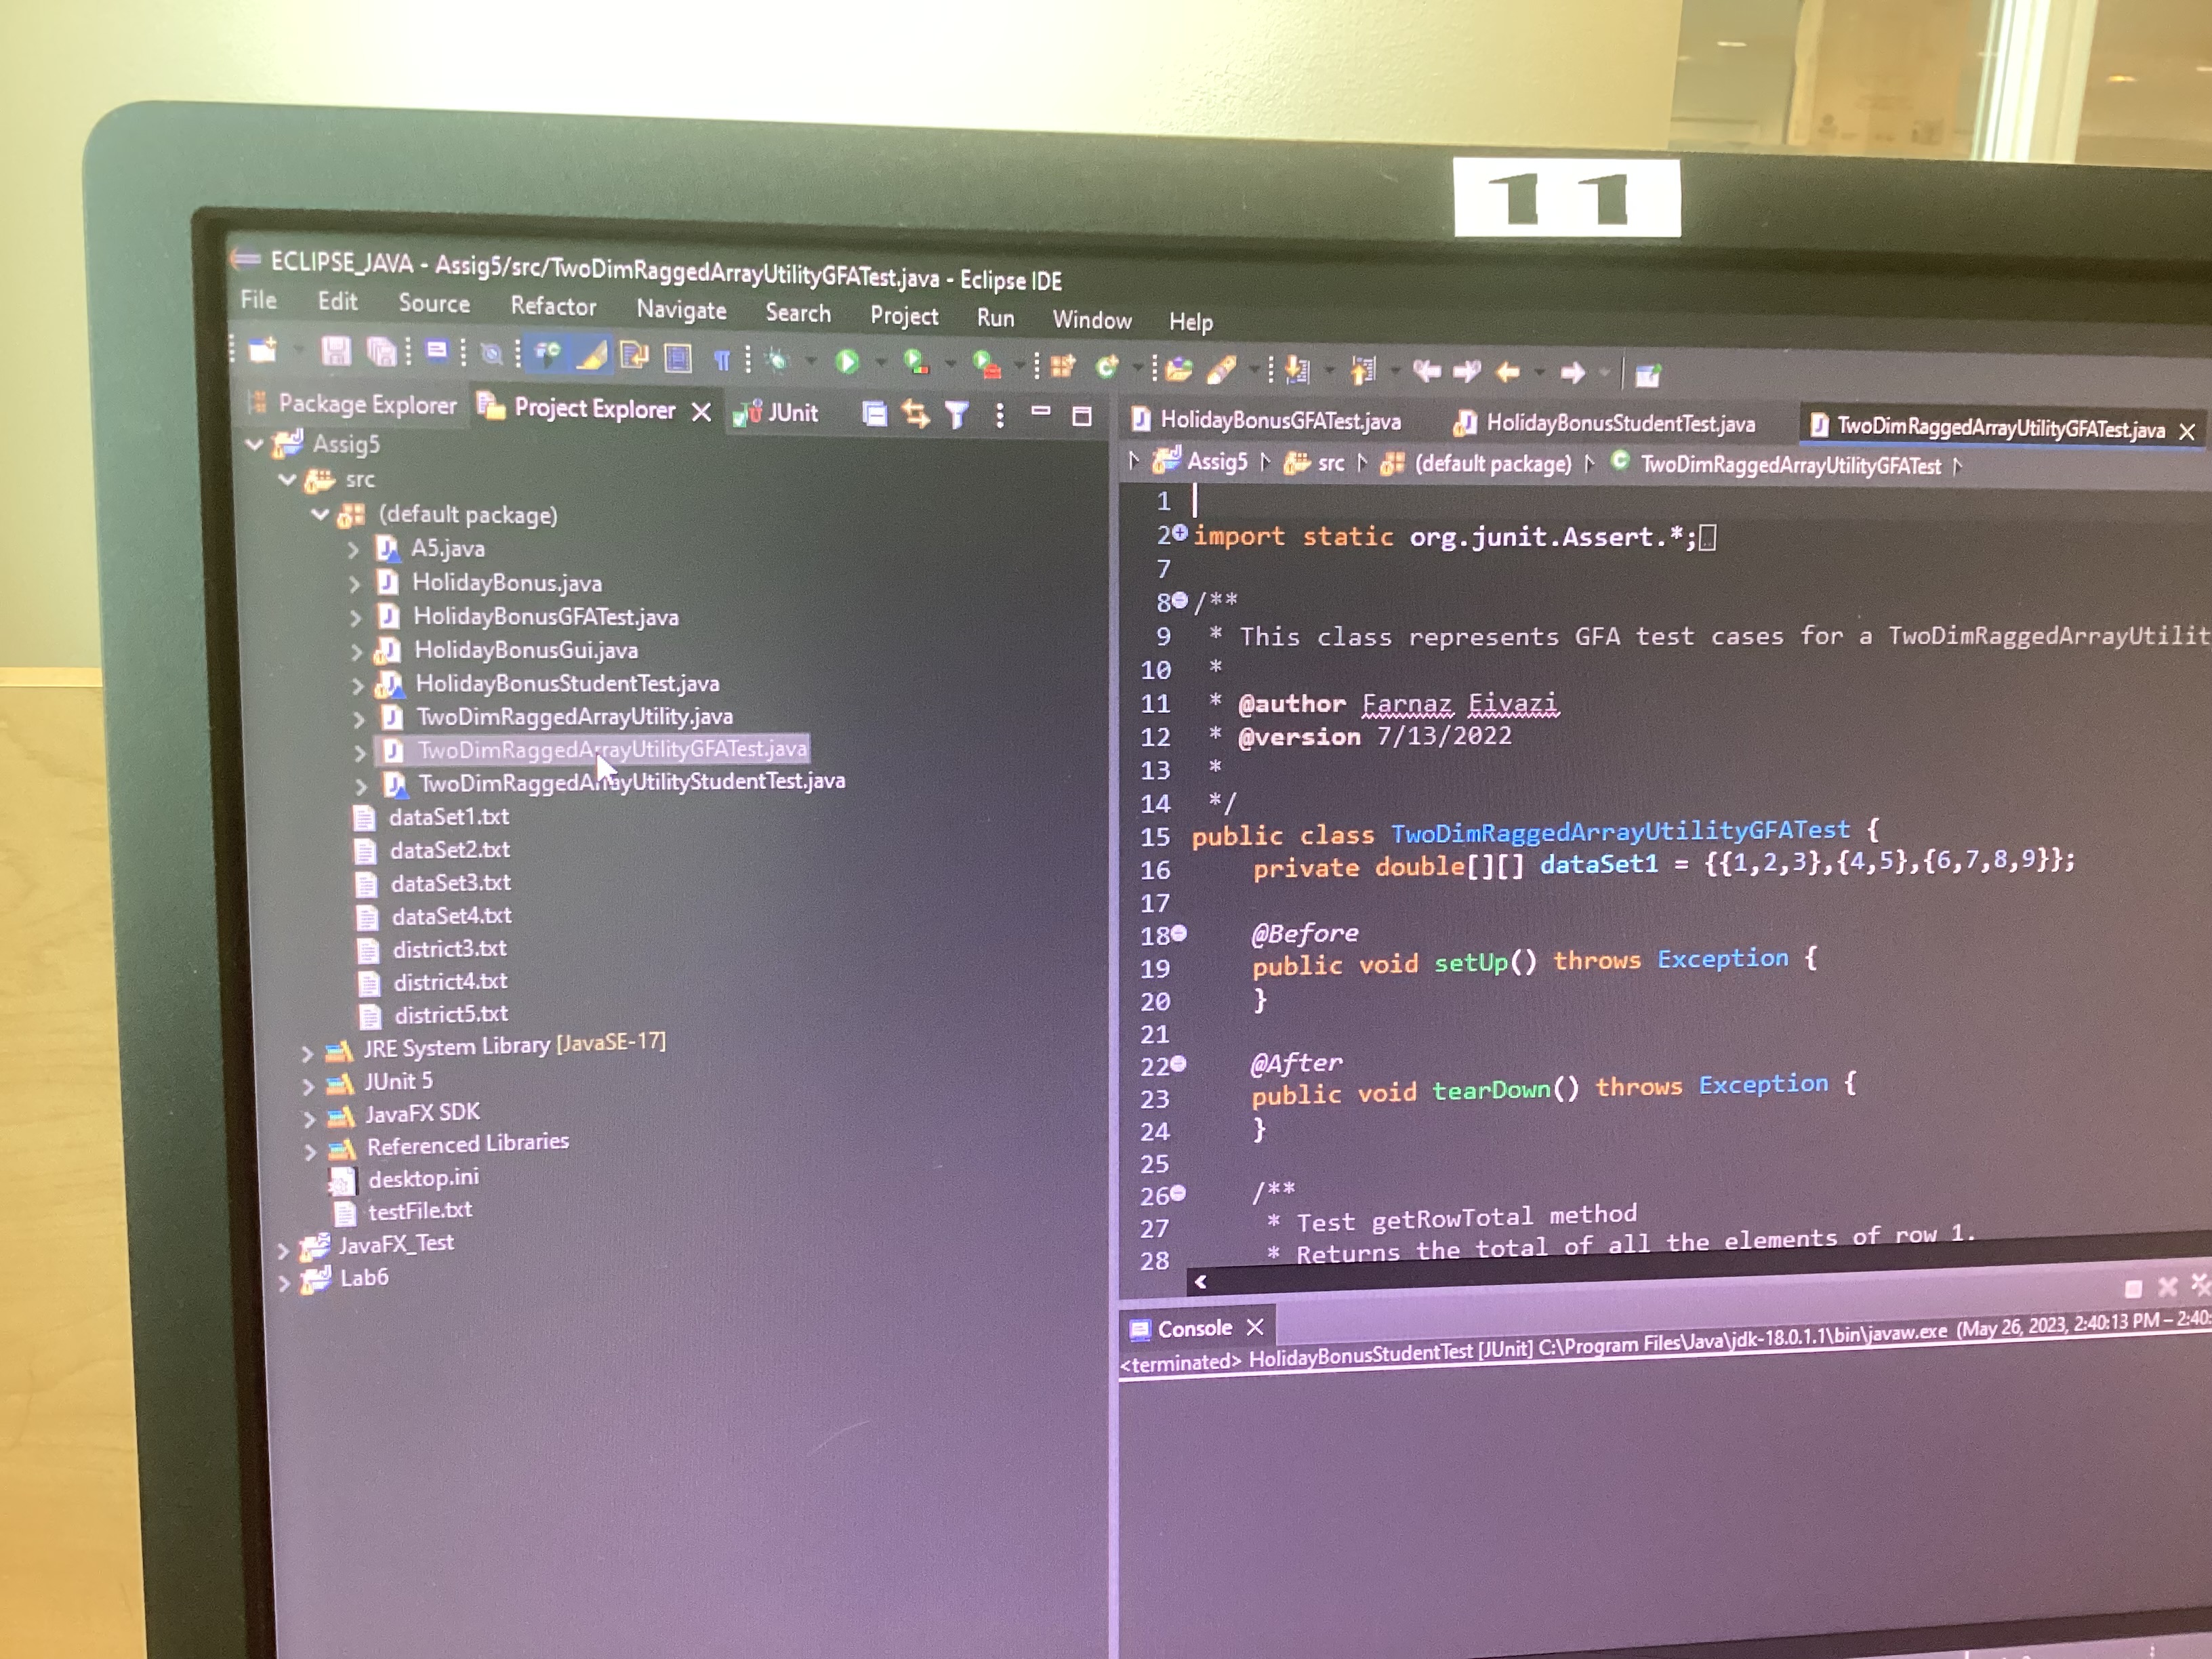 11
ECLIPSE_JAVA - Assig5/src/TwoDimRaggedArrayUtilityGFATest.java - Eclipse IDE
File Edit Source Refactor Navigate Search Project Run Window Help
Package Explorer Project Explorer JUnit
Assig5
src
(default package)
A5.java
HolidayBonus.java
HolidayBonusGFATest.java
HolidayBonusGui.java
HolidayBonusStudentTest.java
TwoDimRaggedArrayUtility.java
TwoDimRaggedArrayUtilityGFATest.java
TwoDimRaggedArrayUtilityStudentTest.java
dataSet1.txt
dataSet2.txt
dataSet3.txt
dataSet4.txt
district3.txt
district4.txt
district5.txt
JRE System Library [JavaSE-17]
JUnit 5
JavaFX SDK
Referenced Libraries
desktop.ini
testFile.txt
JavaFX_Test
Lab6
HolidayBonusGFATest.java HolidayBonusStudentTest.java TwoDimRaggedArrayUtilityGFATest.java
Assig5 src (default package) TwoDimRaggedArrayUtilityGFATest
1
2 import static org.junit.Assert.*;
7
8 /**
9 * This class represents GFA test cases for a TwoDimRaggedArrayUtilit
10 *
11 * @author Farnaz Eivazi
12 * @version 7/13/2022
13 *
14 */
15 public class TwoDimRaggedArrayUtilityGFATest {
16 private double[][] dataSet1 = {{1,2,3},{4,5},{6,7,8,9}};
17
18 @Before
19 public void setUp() throws Exception {
20 }
21
22 @After
23 public void tearDown() throws Exception {
24 }
25
26 /**
27 * Test getRowTotal method
28 * Returns the total of all the elements of row 1.
Console
<terminated> HolidayBonusStudentTest [JUnit] C:\Program Files\Java\jdk-18.0.1.1\bin\javaw.exe (May 26, 2023, 2:40:13 PM – 2:40: